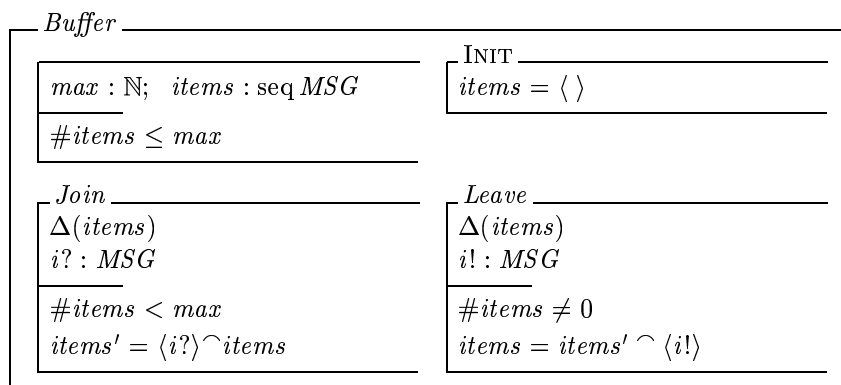 Buffer
max : ℕ; items : seq MSG
#items ≤ max
INIT
items = ⟨ ⟩
Join
Δ(items)
i? : MSG
#items < max
items′ = ⟨i?⟩⌢items
Leave
Δ(items)
i! : MSG
#items ≠ 0
items = items′ ⌢ ⟨i!⟩